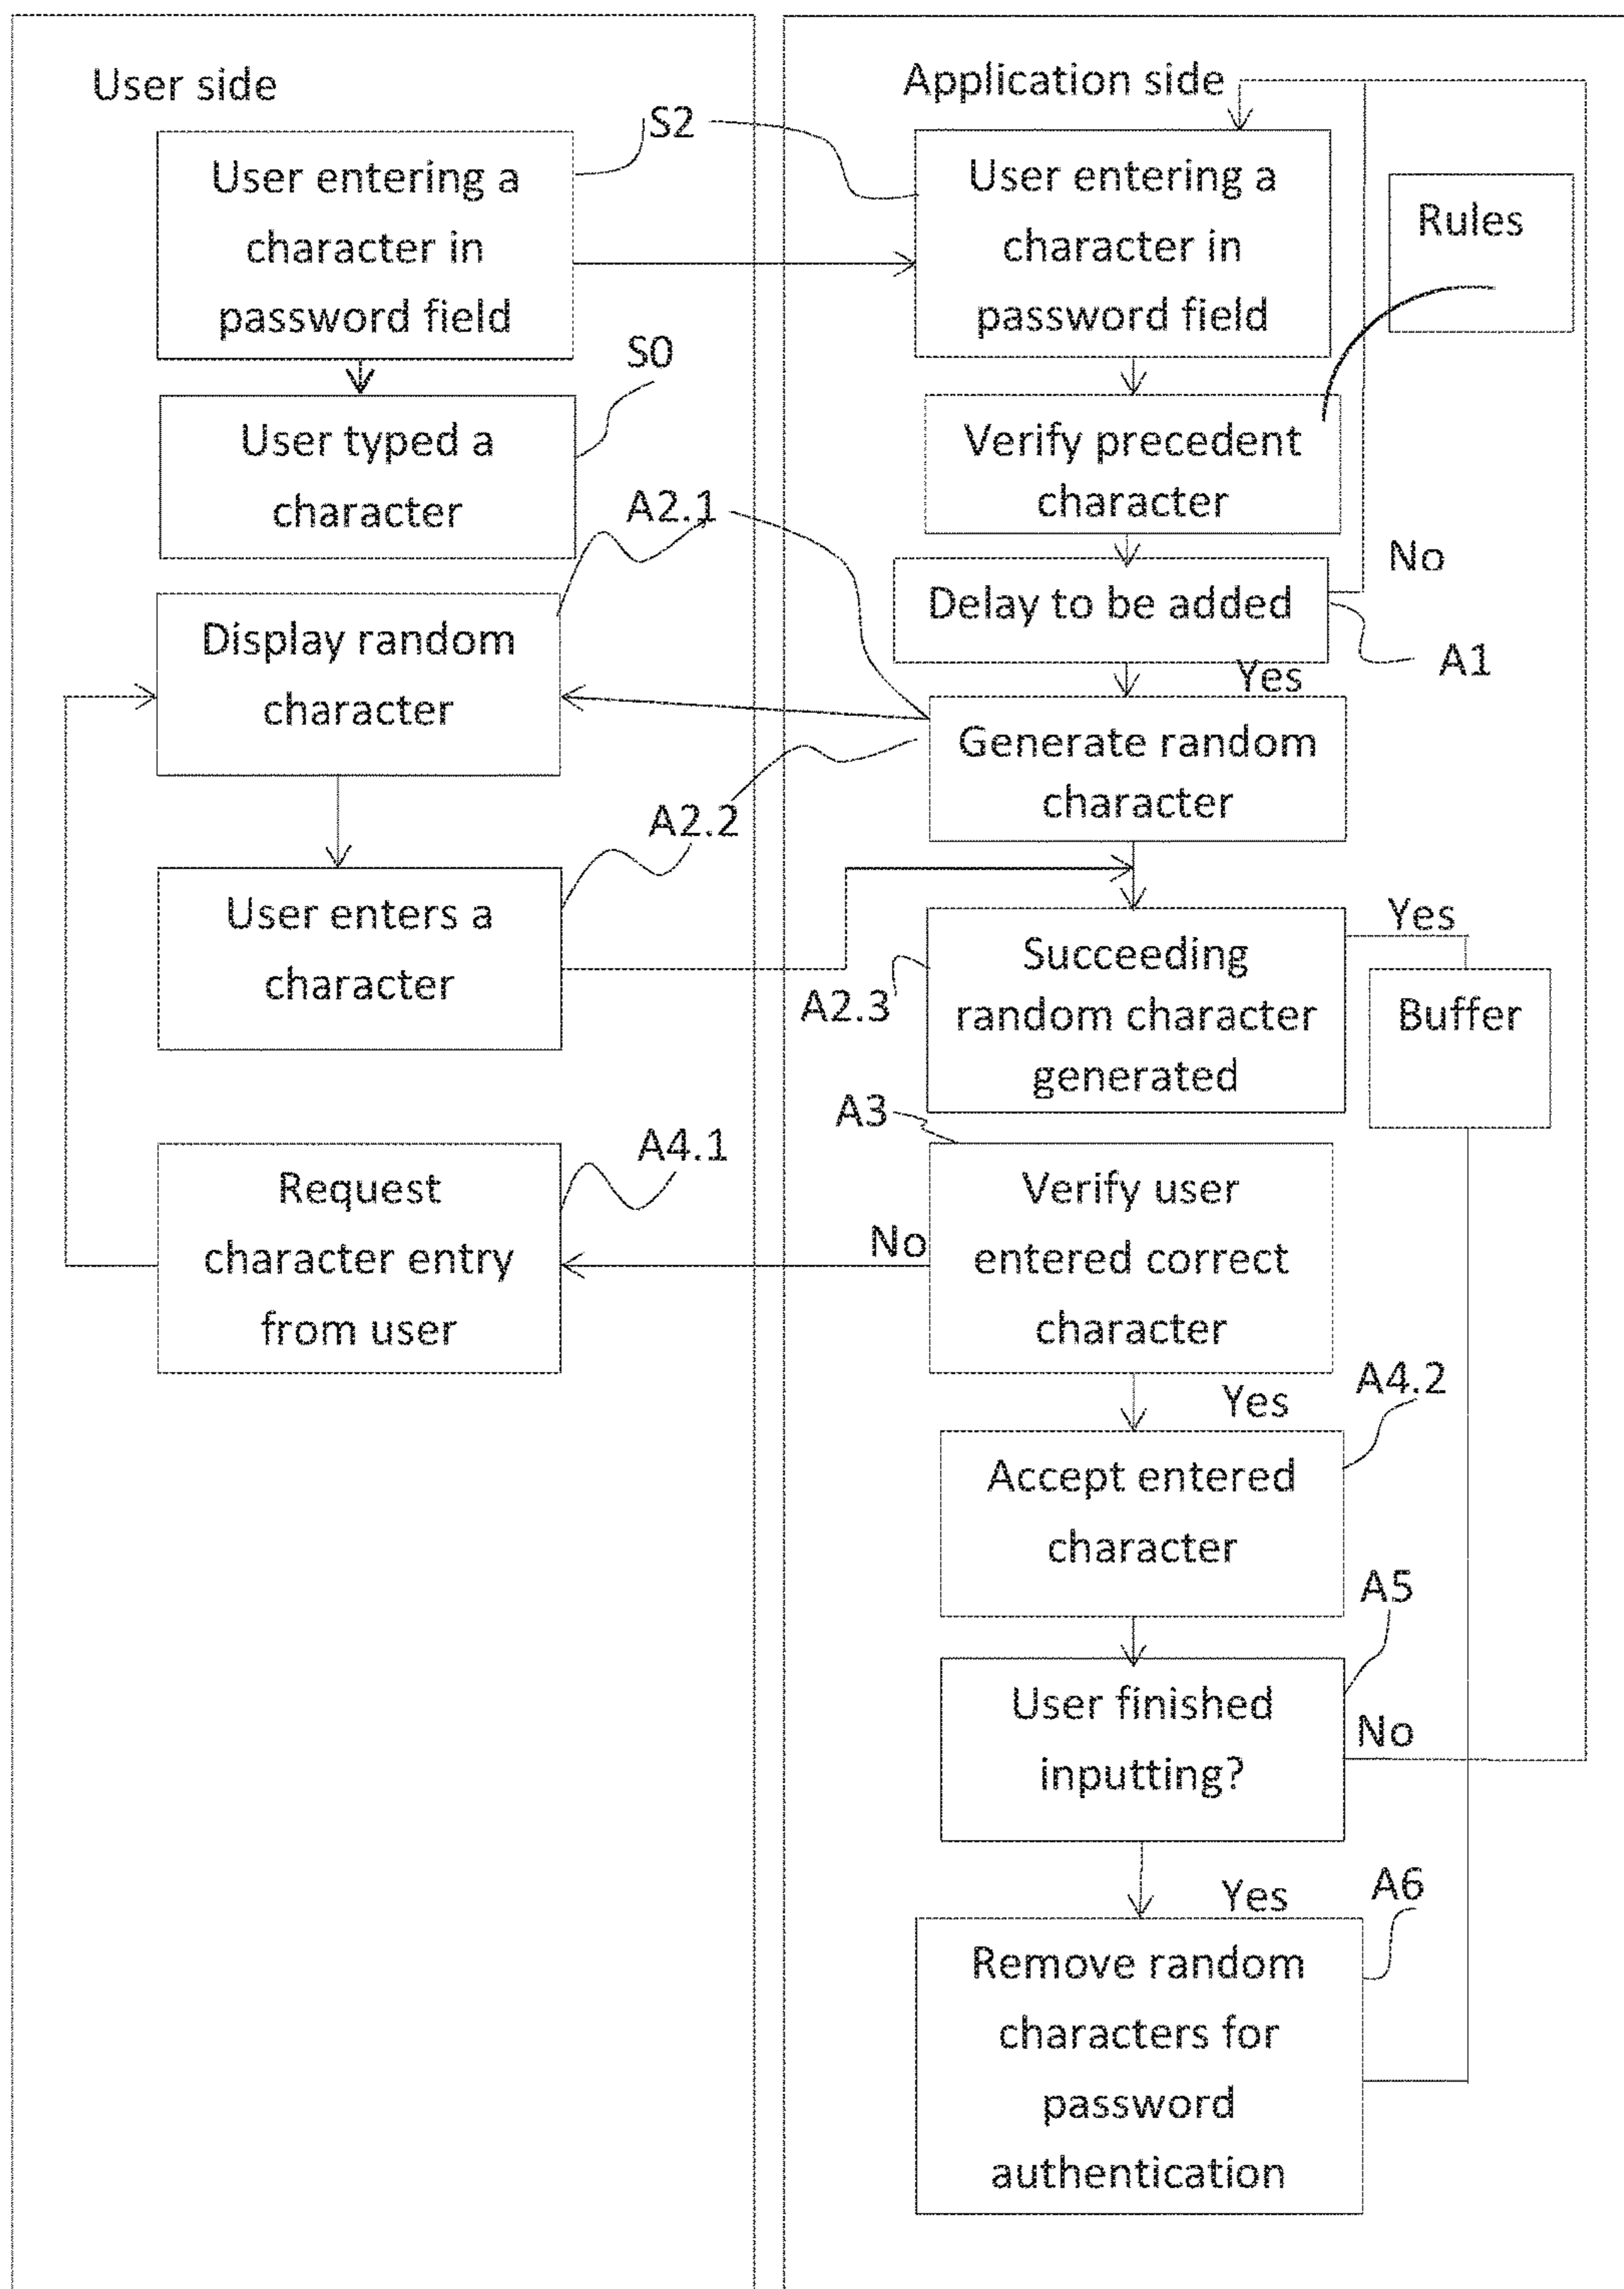 User side
S2
User entering a
character in
password field
S0
User typed a
character
A2.1
Display random
character
A2.2
User enters a
character
A4.1
Request
character entry
from user
Application side
User entering a
character in
password field
Rules
Verify precedent
character
No
Delay to be added
A1
Yes
Generate random
character
Yes
Succeeding
random character
generated
A2.3
Buffer
A3
Verify user
entered correct
character
No
Yes
A4.2
Accept entered
character
A5
User finished
inputting?
No
Yes
A6
Remove random
characters for
password
authentication